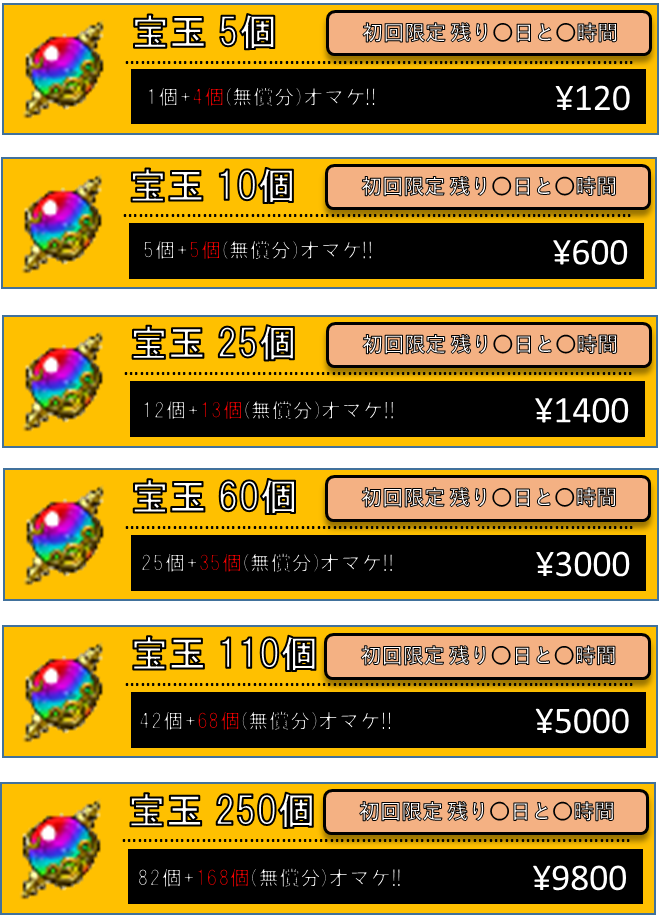 宝玉 5個
初回限定 残り〇日と〇時間
1個+4個(無償分)オマケ!!
¥120
宝玉 10個
初回限定 残り〇日と〇時間
5個+5個(無償分)オマケ!!
¥600
宝玉 25個
初回限定 残り〇日と〇時間
12個+13個(無償分)オマケ!!
¥1400
宝玉 60個
初回限定 残り〇日と〇時間
25個+35個(無償分)オマケ!!
¥3000
宝玉 110個
初回限定 残り〇日と〇時間
42個+68個(無償分)オマケ!!
¥5000
宝玉 250個
初回限定 残り〇日と〇時間
82個+168個(無償分)オマケ!!
¥9800